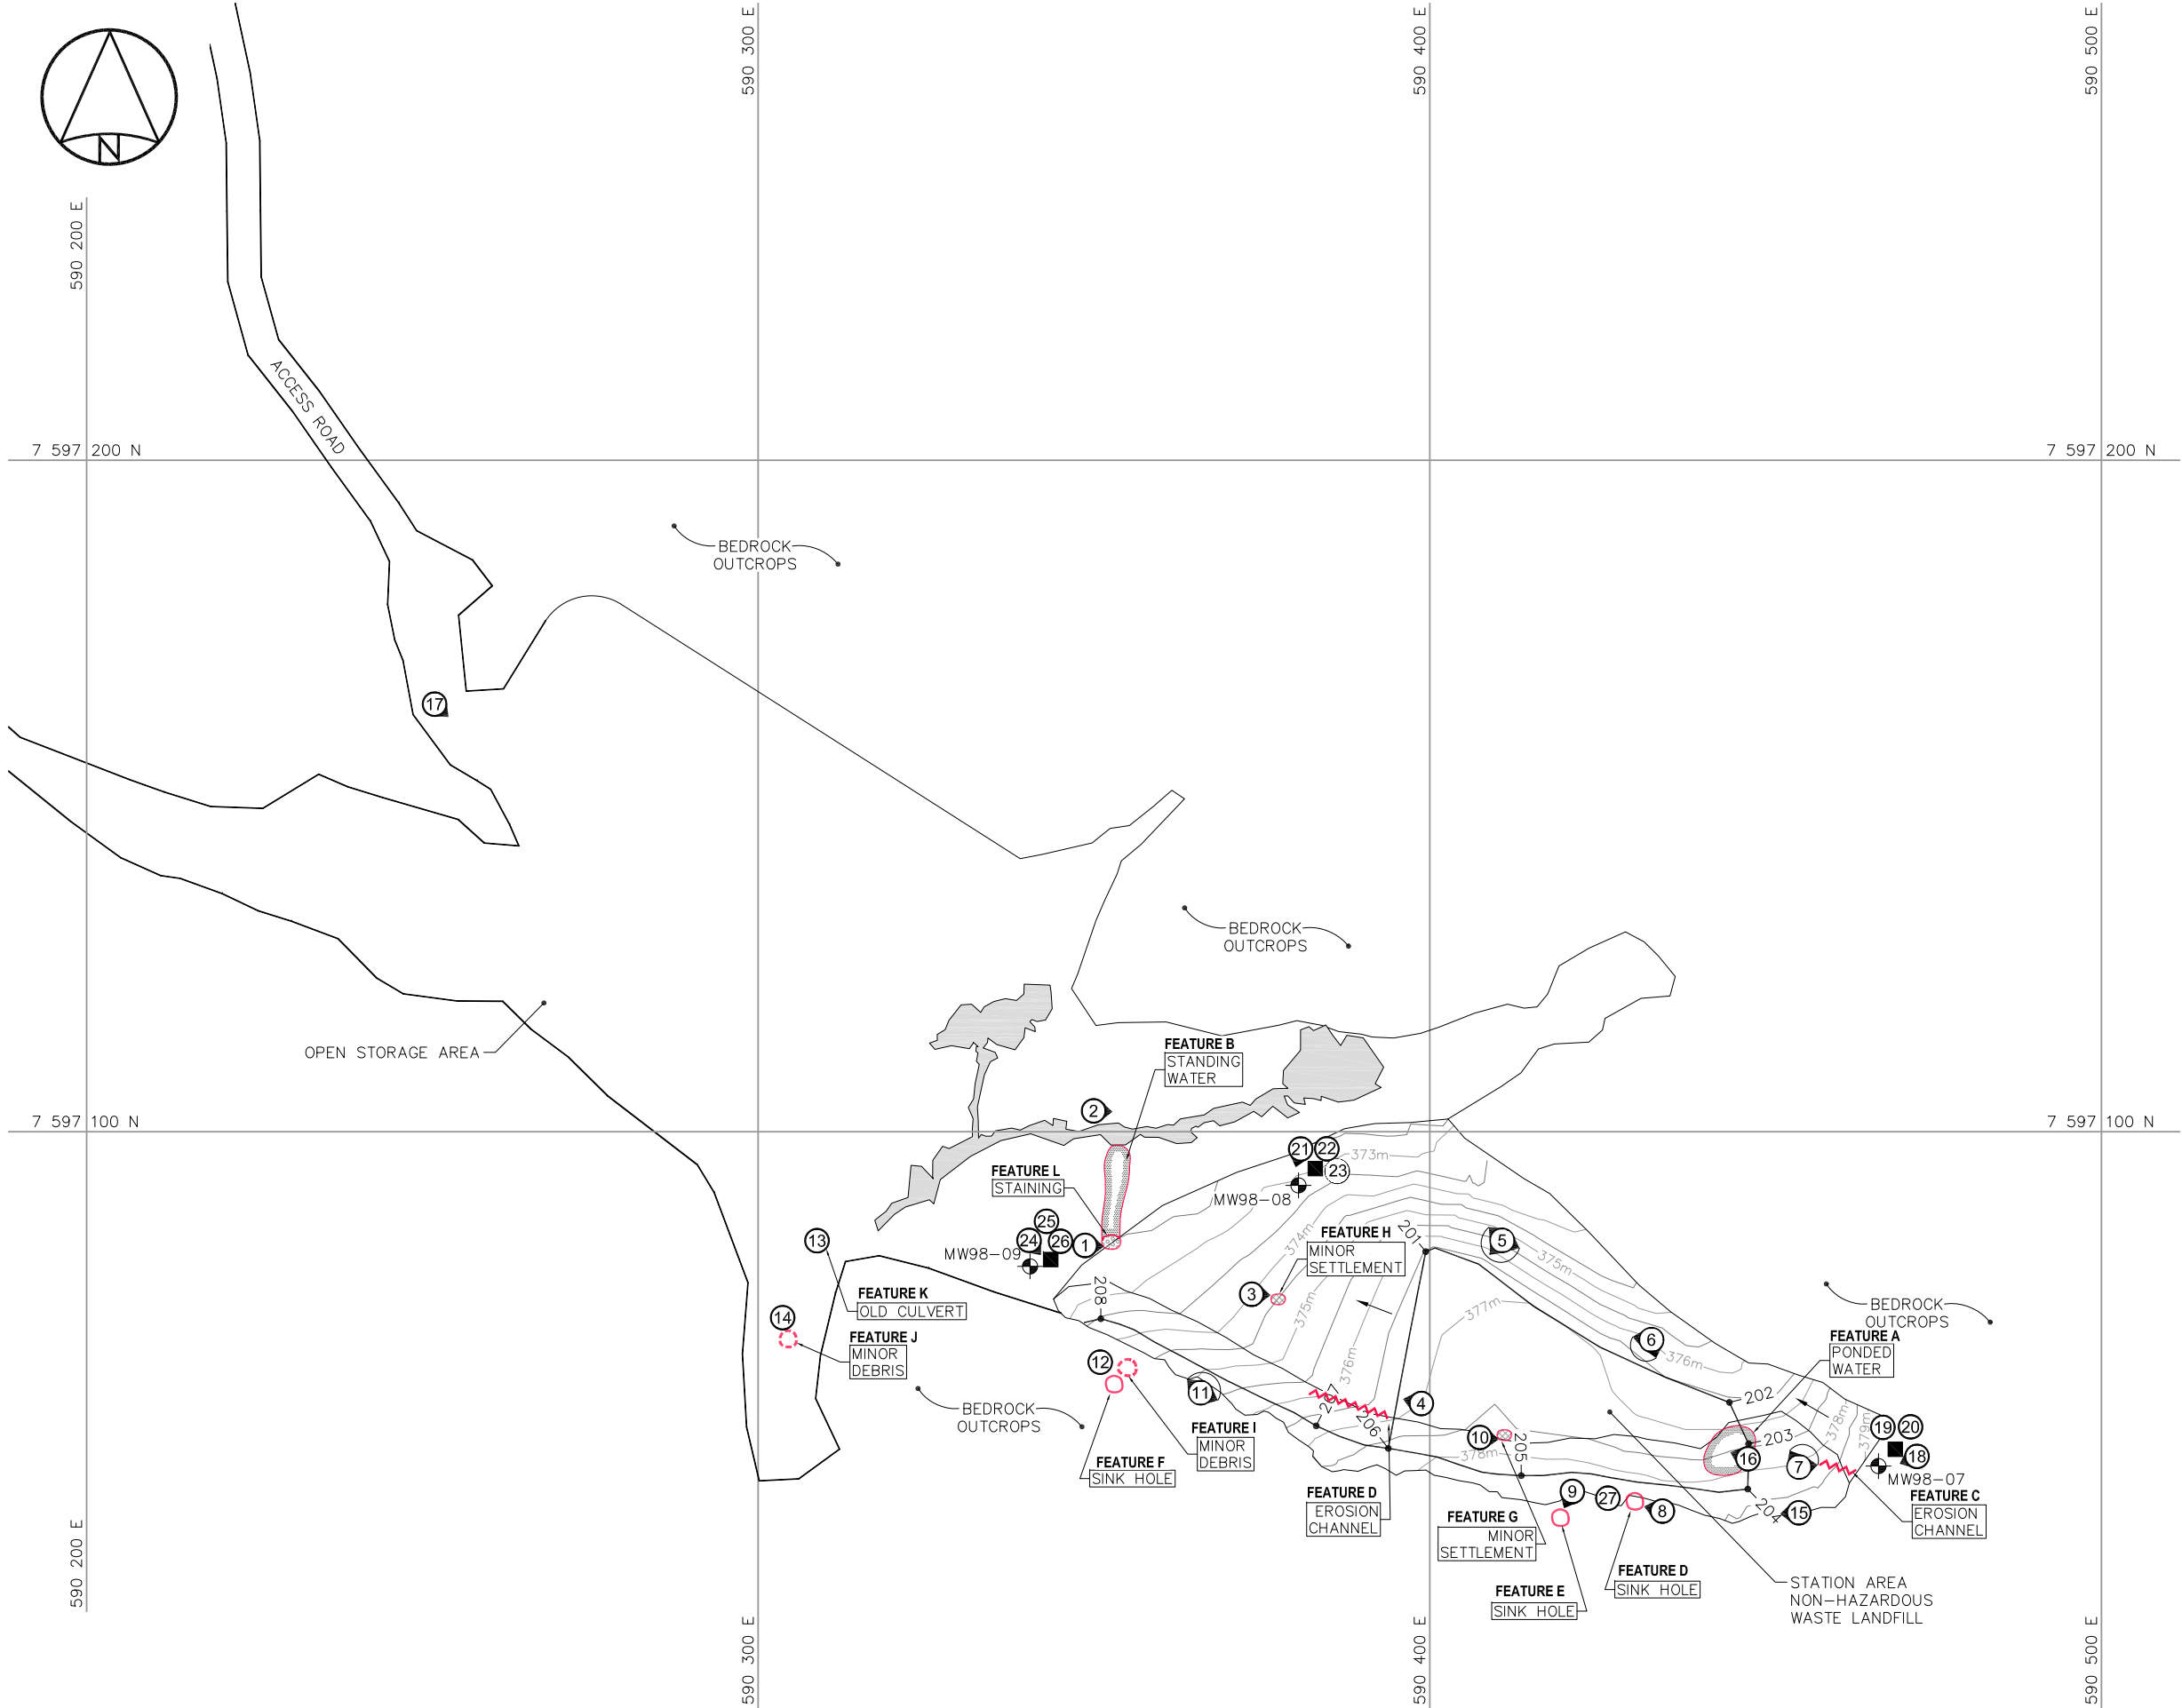 590 300 E
590 400 E
590 500 E
N
590 200 E
ACCESS ROAD
7 597 200 N
7 597 200 N
BEDROCK
OUTCROPS
17
BEDROCK
OUTCROPS
OPEN STORAGE AREA
FEATURE B
STANDING
WATER
2
7 597 100 N
7 597 100 N
21
22
23
373m
MW98-08
FEATURE L
STAINING
25
24
26
1
MW98-09
13
201
374m
FEATURE H
MINOR
SETTLEMENT
5
375m
3
208
375m
377m
FEATURE K
OLD CULVERT
14
FEATURE J
MINOR
DEBRIS
BEDROCK
OUTCROPS
6
376m
FEATURE A
PONDED
WATER
12
11
376m
207
206
4
202
203
378m
379m
19
20
18
MW98-07
BEDROCK
OUTCROPS
FEATURE I
MINOR
DEBRIS
FEATURE F
SINK HOLE
10
378m
205
16
7
204
15
FEATURE C
EROSION
CHANNEL
FEATURE D
EROSION
CHANNEL
9
27
8
FEATURE G
MINOR
SETTLEMENT
FEATURE E
SINK HOLE
FEATURE D
SINK HOLE
STATION AREA
NON-HAZARDOUS
WASTE LANDFILL
590 200 E
590 300 E
590 400 E
590 500 E